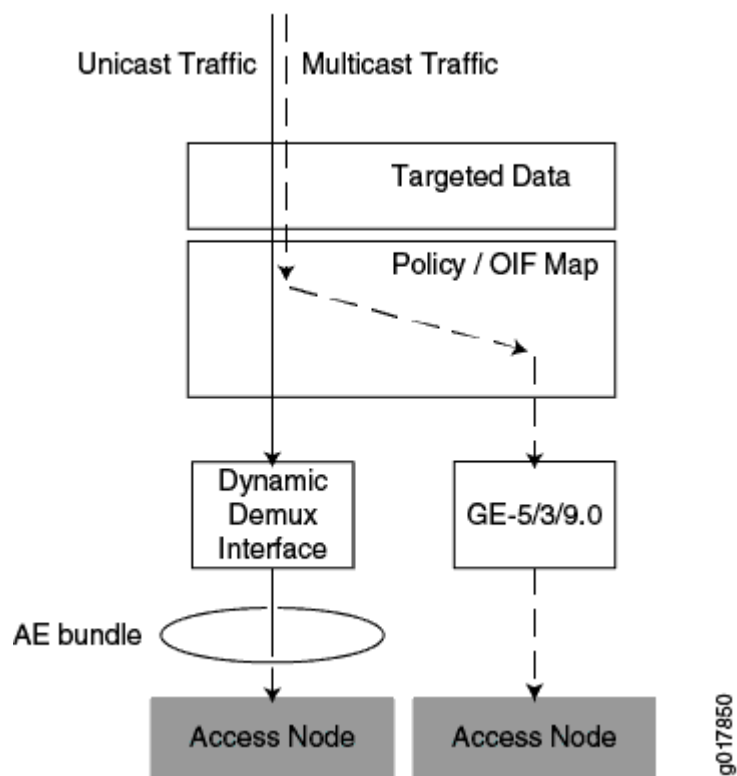 Unicast Traffic
Multicast Traffic
Targeted Data
Policy / OIF Map
Dynamic
Demux
Interface
GE-5/3/9.0
AE bundle
Access Node
Access Node
g017850